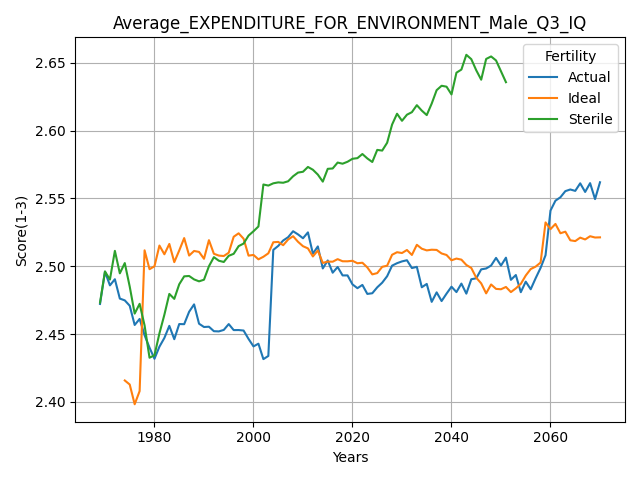 Average_EXPENDITURE_FOR_ENVIRONMENT_Male_Q3_IQ
Score(1-3)
2.65
2.60
2.55
2.50
2.45
2.40
Fertility
Actual
Ideal
Sterile
1980 2000 2020 2040 2060
Years